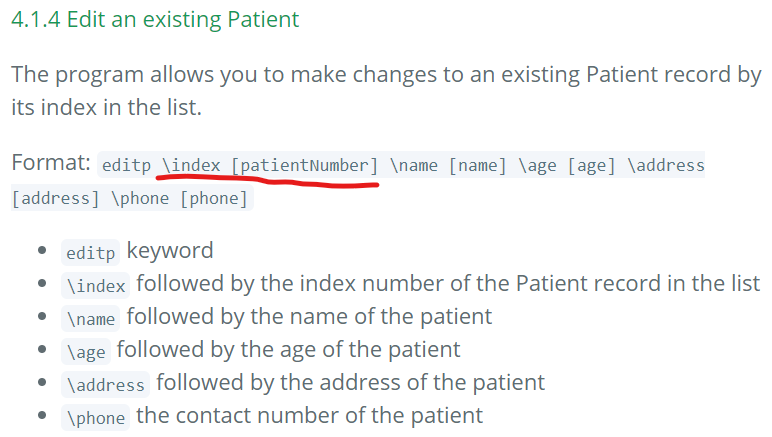 4.1.4 Edit an existing Patient
The program allows you to make changes to an existing Patient record by
its index in the list.
Format: editp \index [patientNumber] \name [name] \age [age] \address
[address] \phone [phone]
editp keyword
\index followed by the index number of the Patient record in the list
\name followed by the name of the patient
\age followed by the age of the patient
\address followed by the address of the patient
\phone the contact number of the patient